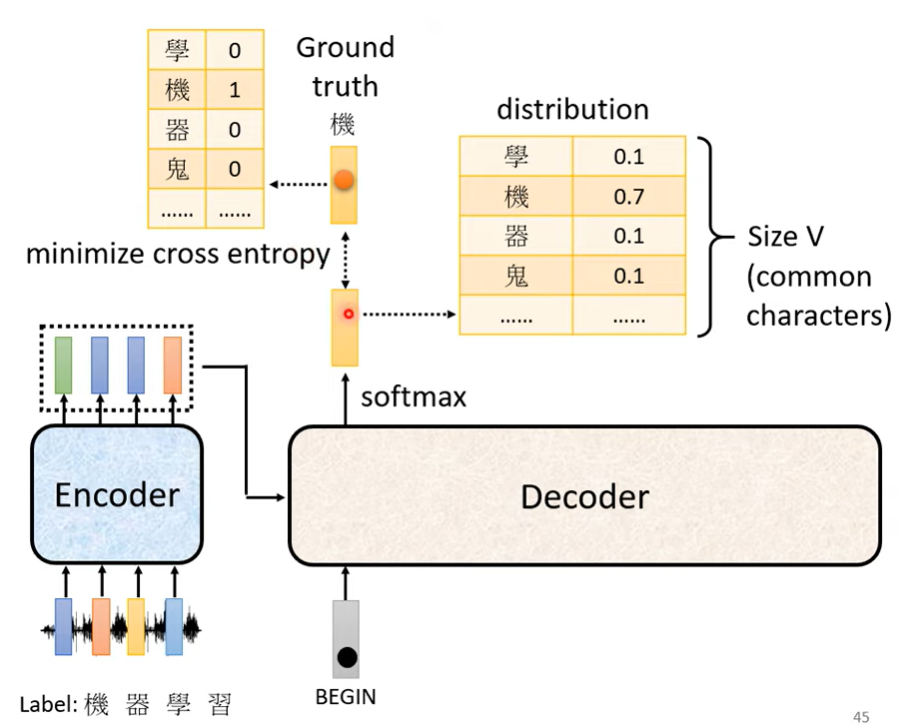 學 0
機 1
器 0
鬼 0
...... ......
Ground
truth
機
distribution
學 0.1
機 0.7
器 0.1
鬼 0.1
...... ......
Size V
(common
characters)
minimize cross entropy
softmax
Encoder
Decoder
BEGIN
Label: 機 器 學 習
45